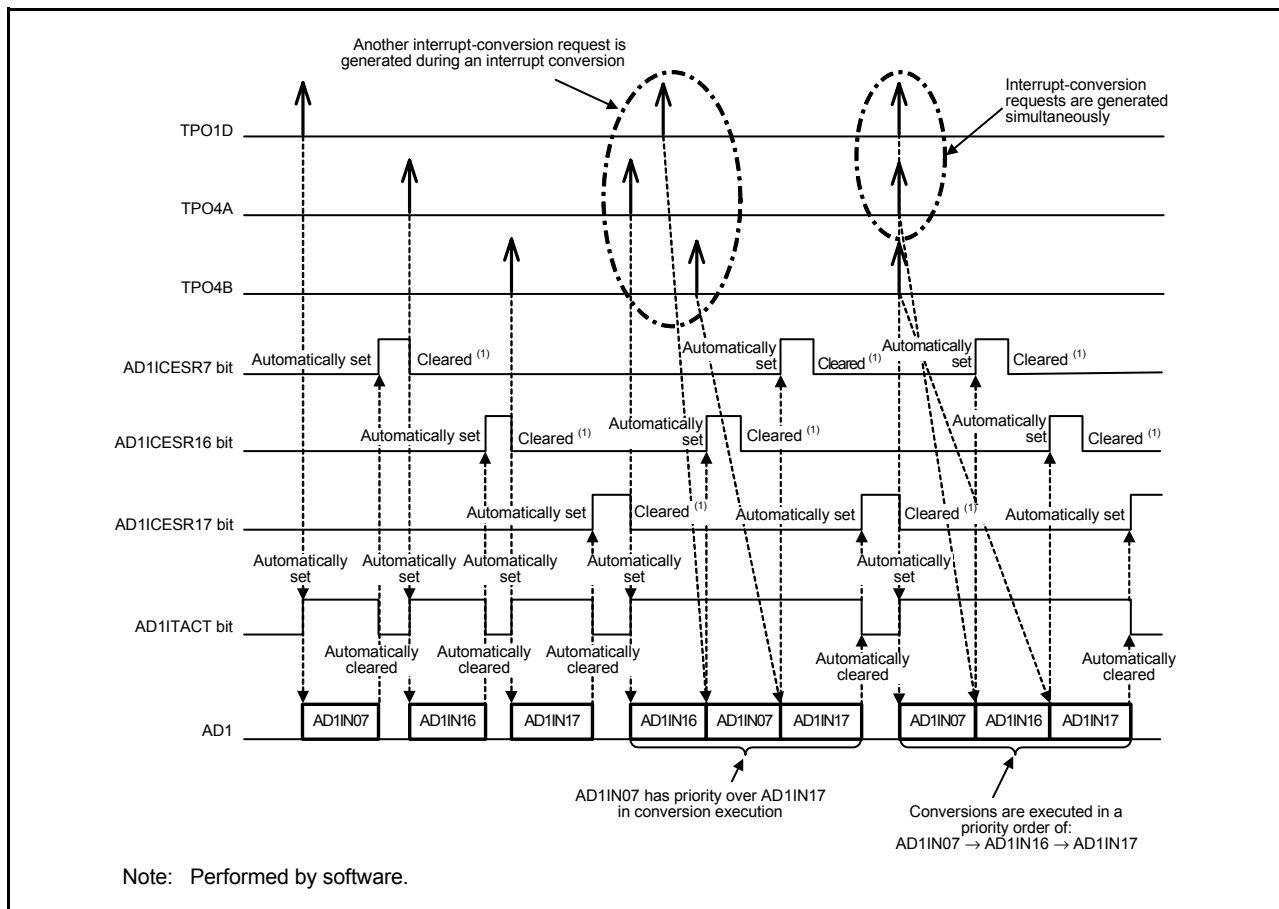 Another interrupt-conversion request is
generated during an interrupt conversion
Interrupt-conversion
requests are generated
simultaneously
TPO1D
TPO4A
TPO4B
AD1ICESR7 bit
Automatically set
Cleared (1)
Automatically
set
Cleared (1)
Automatically
set
Cleared (1)
AD1ICESR16 bit
Automatically set
Cleared (1)
Automatically
set
Cleared (1)
Automatically
set
Cleared (1)
AD1ICESR17 bit
Automatically set
Cleared (1)
Automatically set
Cleared (1)
Automatically set
Automatically
set
Automatically
set
Automatically
set
Automatically
set
Automatically
set
AD1ITACT bit
Automatically
cleared
Automatically
cleared
Automatically
cleared
Automatically
cleared
Automatically
cleared
AD1
AD1IN07
AD1IN16
AD1IN17
AD1IN16
AD1IN07
AD1IN17
AD1IN07
AD1IN16
AD1IN17
AD1IN07 has priority over AD1IN17
in conversion execution
Conversions are executed in a
priority order of:
AD1IN07 → AD1IN16 → AD1IN17
Note: Performed by software.